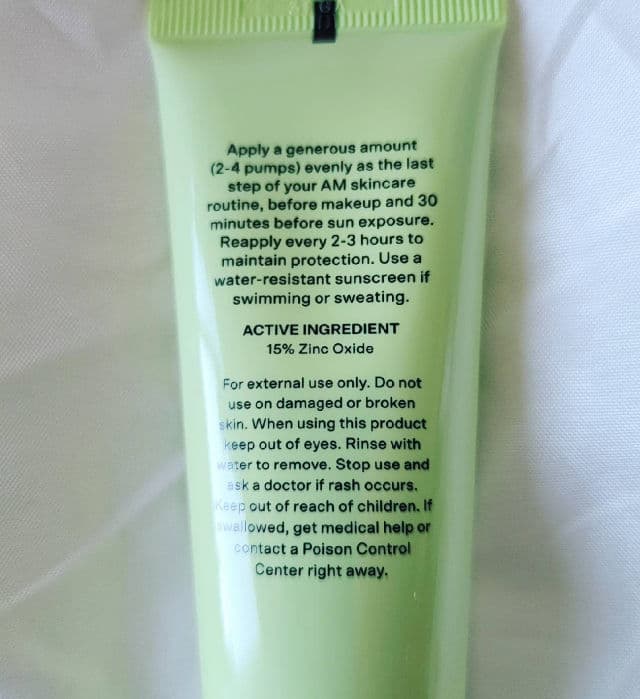 Apply a generous amount
(2-4 pumps) evenly as the last
step of your AM skincare
routine, before makeup and 30
minutes before sun exposure.
Reapply every 2-3 hours to
maintain protection. Use a
water-resistant sunscreen if
swimming or sweating.
ACTIVE INGREDIENT
15% Zinc Oxide
For external use only. Do not
use on damaged or broken
skin. When using this product
keep out of eyes. Rinse with
water to remove. Stop use and
ask a doctor if rash occurs.
Keep out of reach of children. If
swallowed, get medical help or
contact a Poison Control
Center right away.